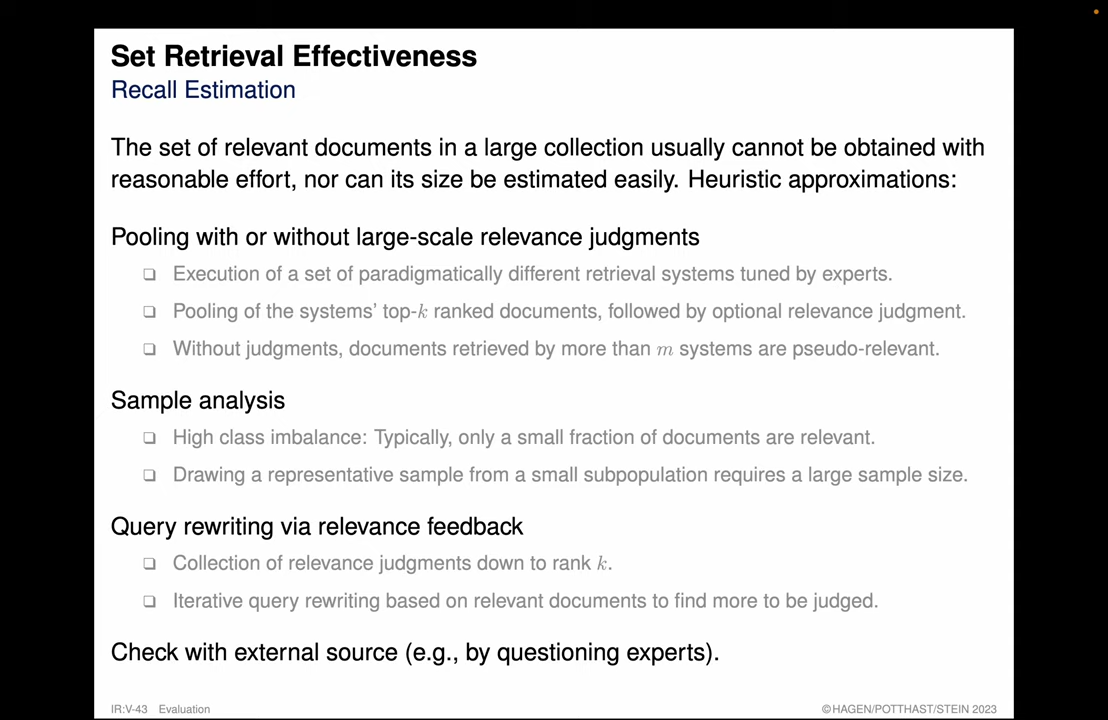 Set Retrieval Effectiveness
Recall Estimation
The set of relevant documents in a large collection usually cannot be obtained with
reasonable effort, nor can its size be estimated easily. Heuristic approximations:
Pooling with or without large-scale relevance judgments
❑ Execution of a set of paradigmatically different retrieval systems tuned by experts.
❑ Pooling of the systems' top-k ranked documents, followed by optional relevance judgment.
❑ Without judgments, documents retrieved by more than m systems are pseudo-relevant.
Sample analysis
❑ High class imbalance: Typically, only a small fraction of documents are relevant.
❑ Drawing a representative sample from a small subpopulation requires a large sample size.
Query rewriting via relevance feedback
❑ Collection of relevance judgments down to rank k.
❑ Iterative query rewriting based on relevant documents to find more to be judged.
Check with external source (e.g., by questioning experts).
IR:V-43 Evaluation ©HAGEN/POTTHAST/STEIN 2023